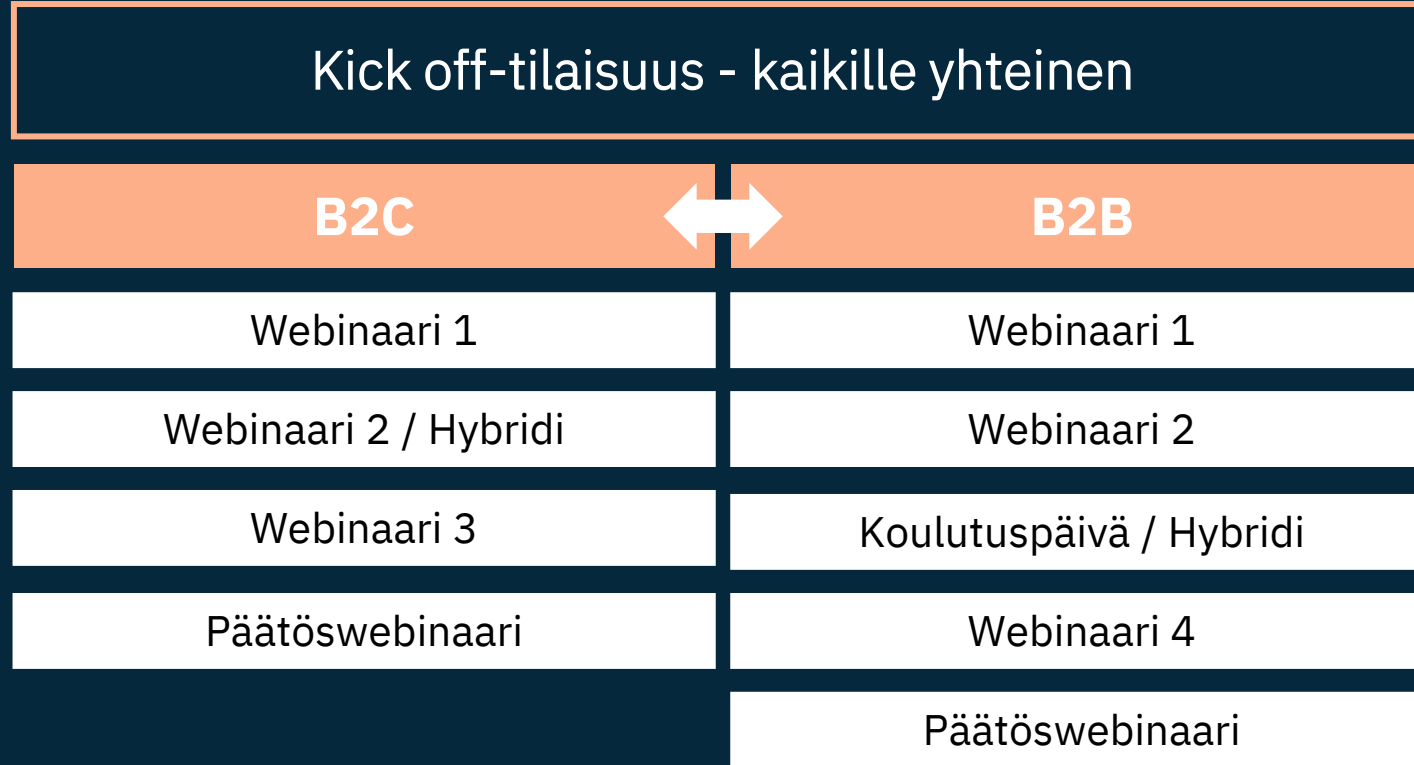 Kick off-tilaisuus - kaikille yhteinen
B2C
B2B
Webinaari 1
Webinaari 1
Webinaari 2 / Hybridi
Webinaari 2
Webinaari 3
Koulutuspäivä / Hybridi
Päätöswebinaari
Webinaari 4
Päätöswebinaari